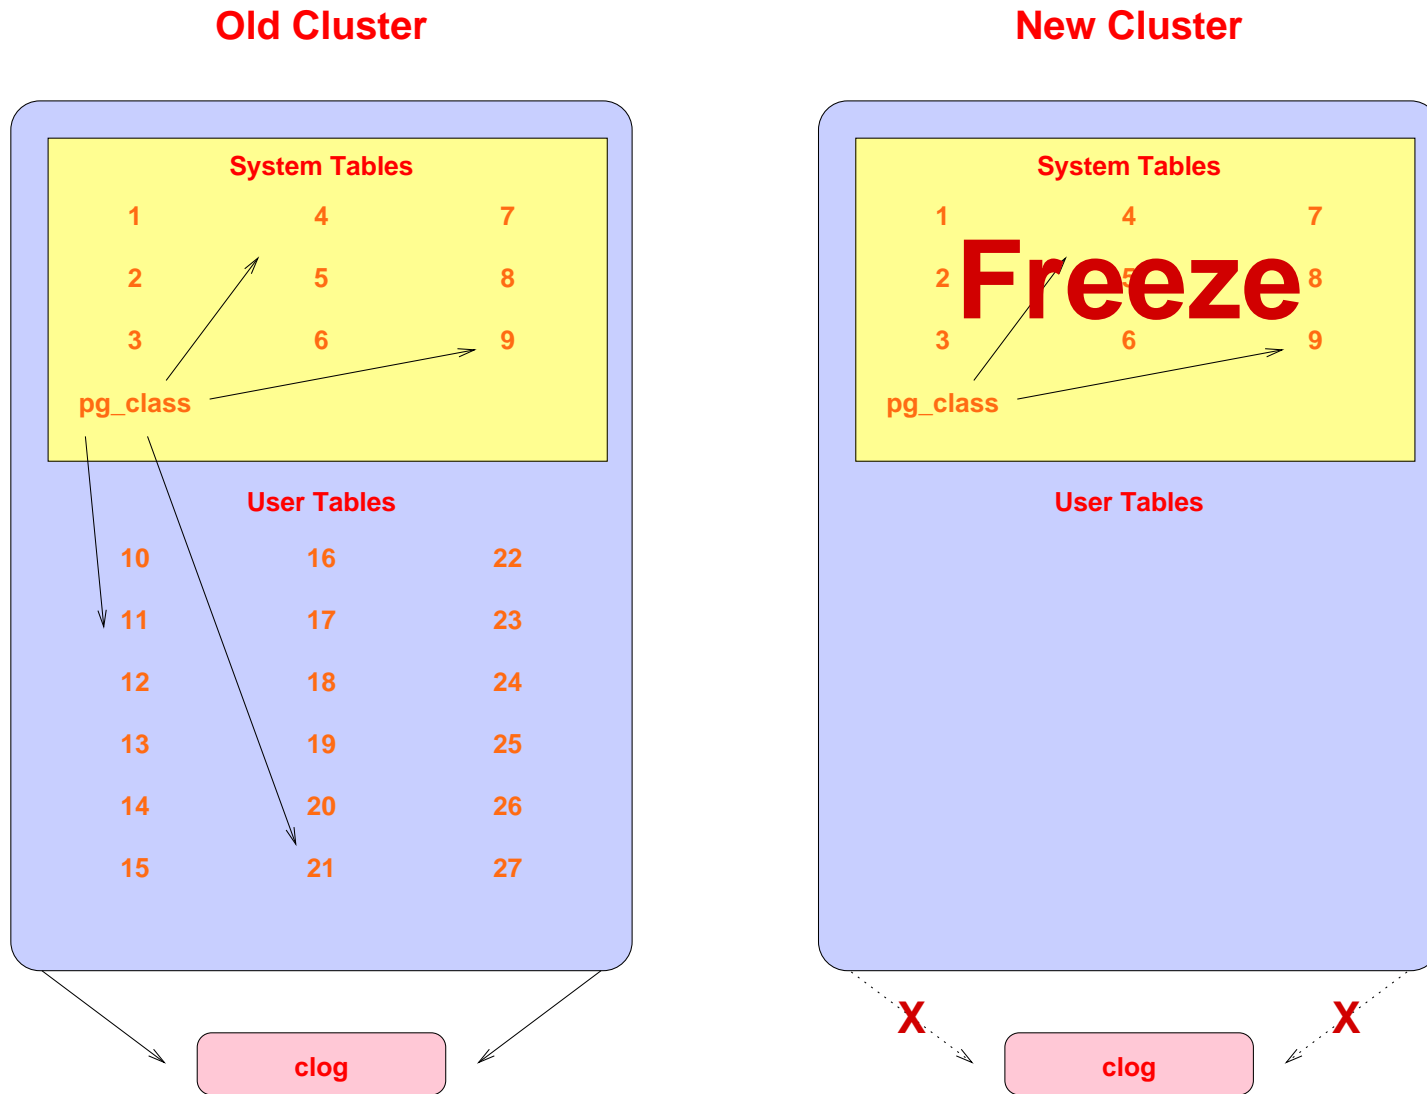 Old Cluster
New Cluster
System Tables
1 4 7
2 5 8
3 6 9
pg_class
User Tables
10 16 22
11 17 23
12 18 24
13 19 25
14 20 26
15 21 27
clog
System Tables
1 4 7
2 5 8
Freeze
3 6 9
pg_class
User Tables
X X
clog